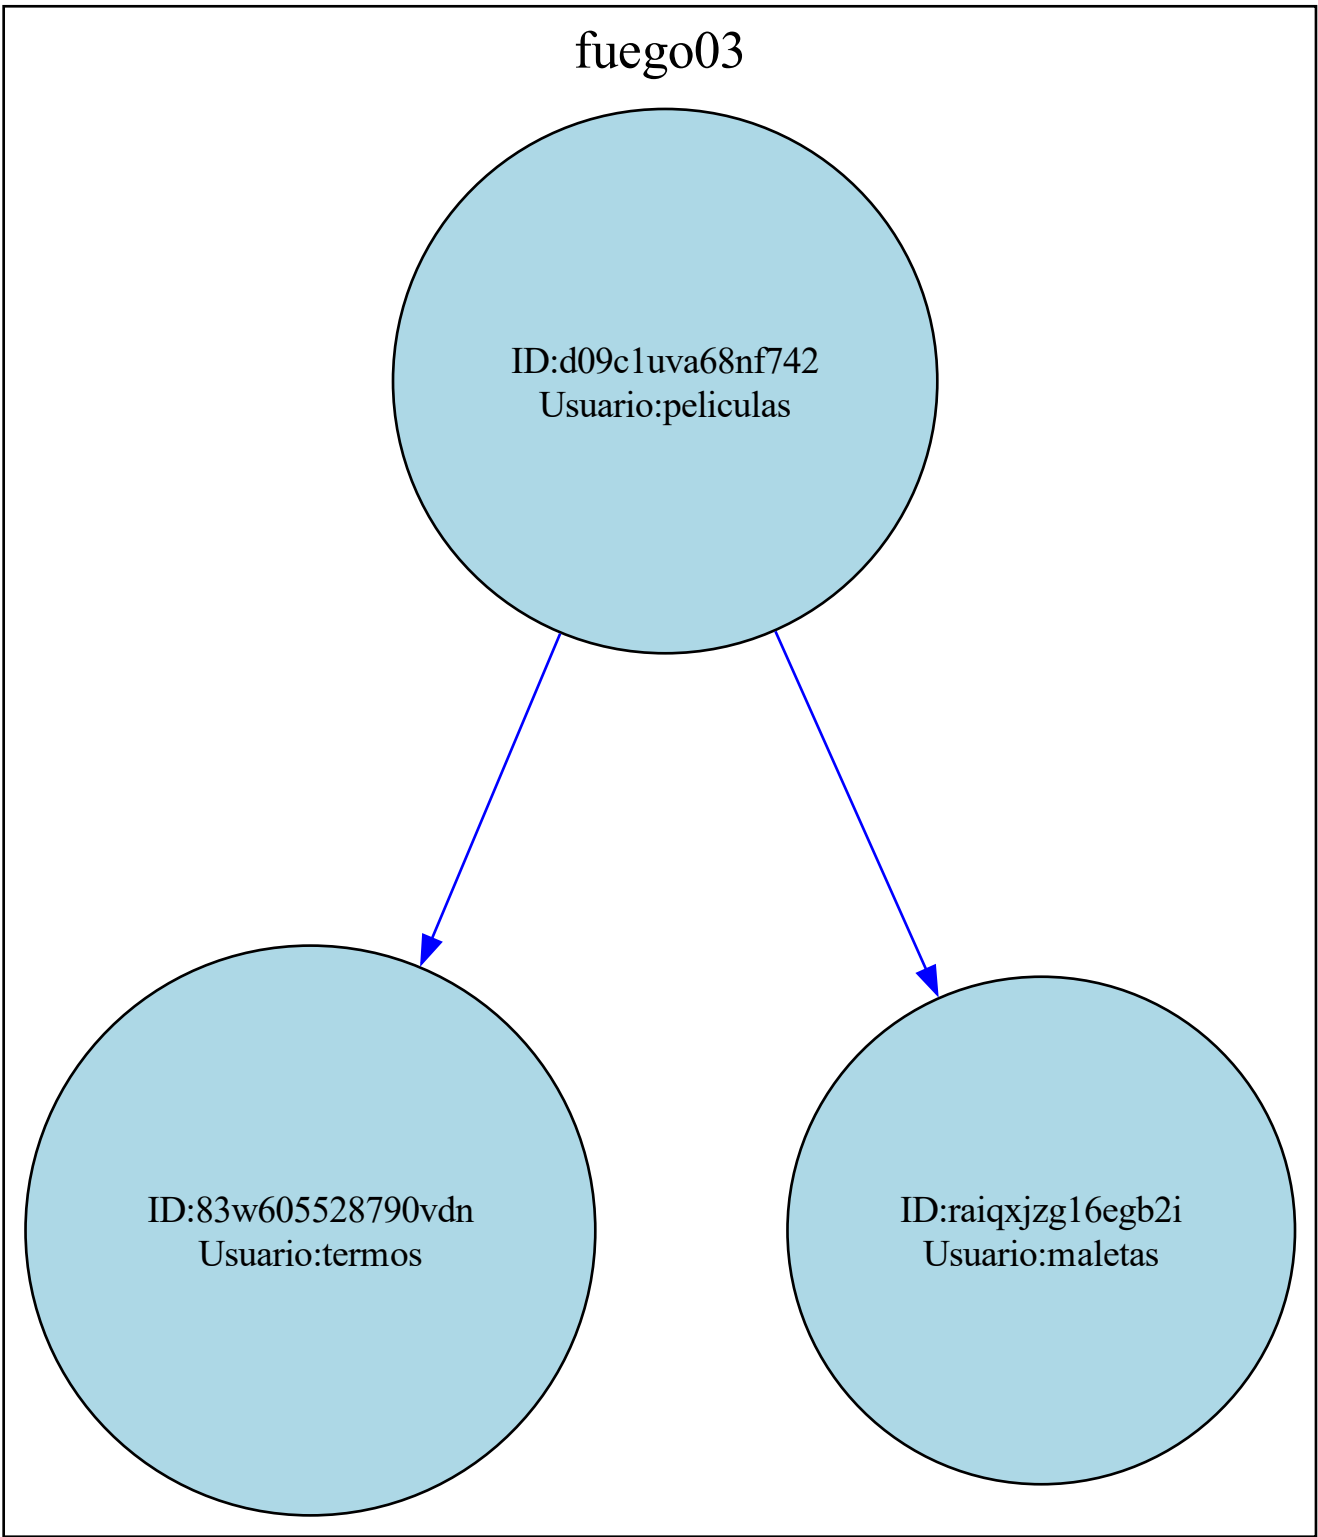 fuego03
ID:d09c1uva68nf742
Usuario:peliculas
ID:83w605528790vdn
Usuario:termos
ID:raiqxjzg16egb2i
Usuario:maletas